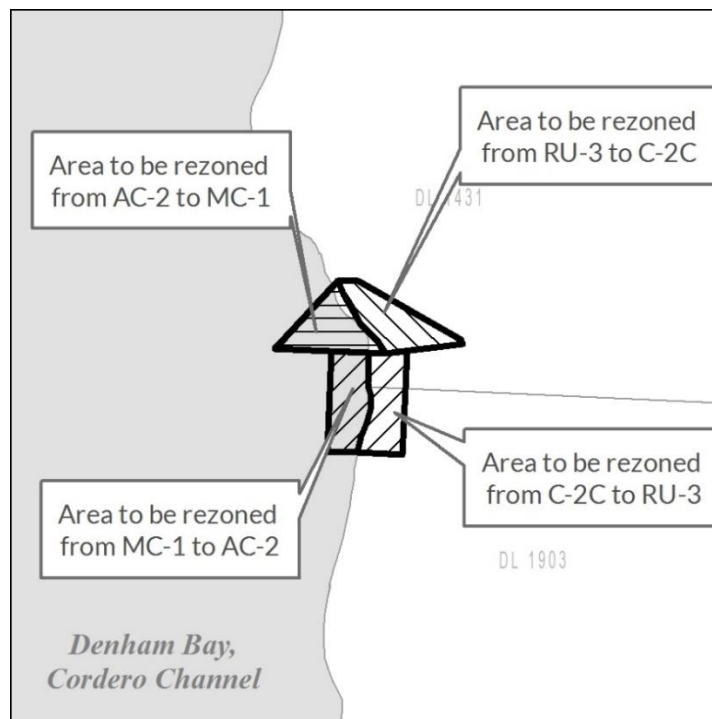 Area to be rezoned
from RU-3 to C-2C
Area to be rezoned
from AC-2 to MC-1
DL 1431
Area to be rezoned
from C-2C to RU-3
Area to be rezoned
from MC-1 to AC-2
DL 1903
Denham Bay,
Cordero Channel